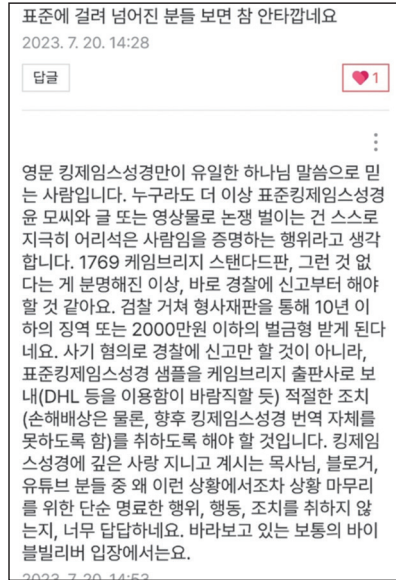 표준에 걸려 넘어진 분들 보면 참 안타깝네요
2023. 7. 20. 14:28
답글
1
영문 킹제임스성경만이 유일한 하나님 말씀으로 믿
는 사람입니다. 누구라도 더 이상 표준킹제임스성경
윤 모씨와 글 또는 영상물로 논쟁 벌이는 건 스스로
지극히 어리석은 사람임을 증명하는 행위라고 생각
합니다. 1769 케임브리지 스탠다드판, 그런 것 없
다는 게 분명해진 이상, 바로 경찰에 신고부터 해야
할 것 같아요. 검찰 거쳐 형사재판을 통해 10년 이
하의 징역 또는 2000만원 이하의 벌금형 받게 된다
네요. 사기 혐의로 경찰에 신고만 할 것이 아니라,
표준킹제임스성경 샘플을 케임브리지 출판사로 보
내(DHL 등을 이용함이 바람직할 듯) 적절한 조치
(손해배상은 물론, 향후 킹제임스성경 번역 자체를
못하도록 함)를 취하도록 해야 할 것입니다. 킹제임
스성경에 깊은 사랑 지니고 계시는 목사님, 블로거,
유튜브 분들 중 왜 이런 상황에서조차 상황 마무리
를 위한 단순 명료한 행위, 행동, 조치를 취하지 않
는지, 너무 답답하네요. 바라보고 있는 보통의 바이
블빌리버 입장에서는요.
2023. 7. 20. 14:53